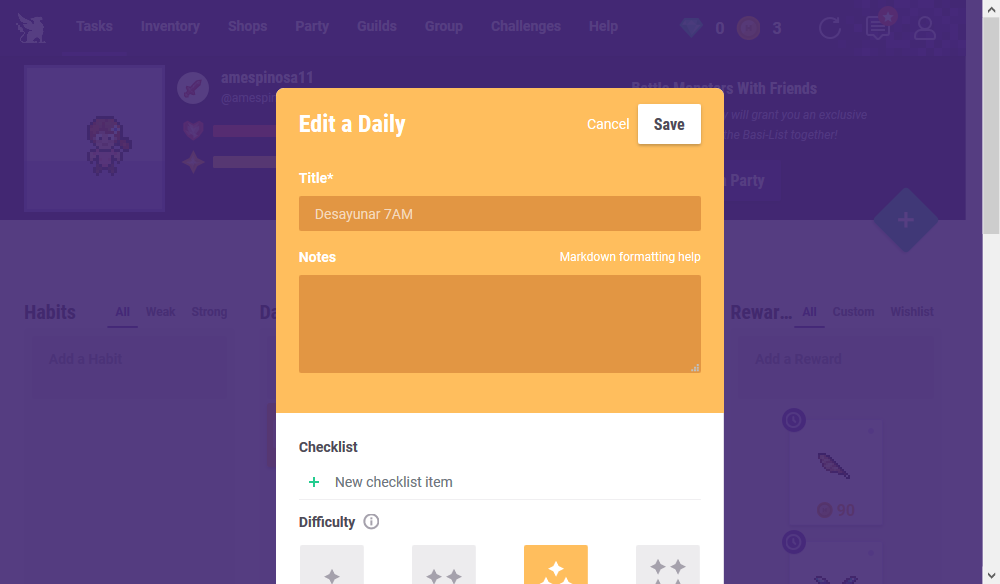 Tasks Inventory Shops Party Guilds Group Challenges Help 0 3
amespinosa11
@amespin
Battle Monsters With Friends
will grant you an exclusive
the Basi-List together!
Party
Edit a Daily
Cancel Save
Title*
Desayunar 7AM
Notes Markdown formatting help
Habits All Weak Strong
Da
Rewar... All Custom Wishlist
Add a Habit
Add a Reward
90
Checklist
+ New checklist item
Difficulty